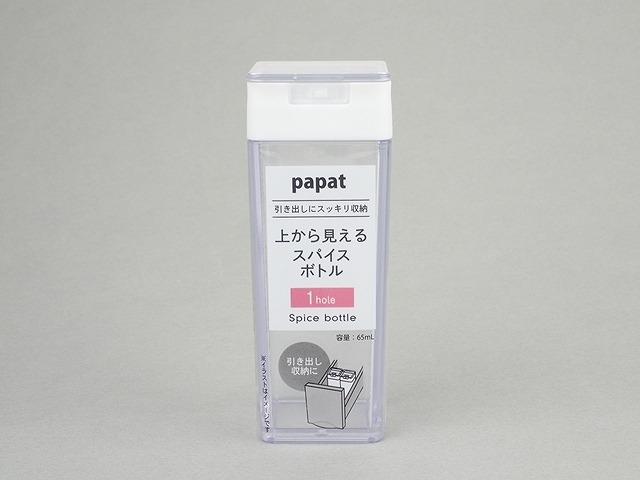 papat
引き出しにスッキリ収納
上から見える
スパイス
ボトル
1 hole
Spice bottle
容量：65mL
引き出し
収納に
※イラストはイメージです